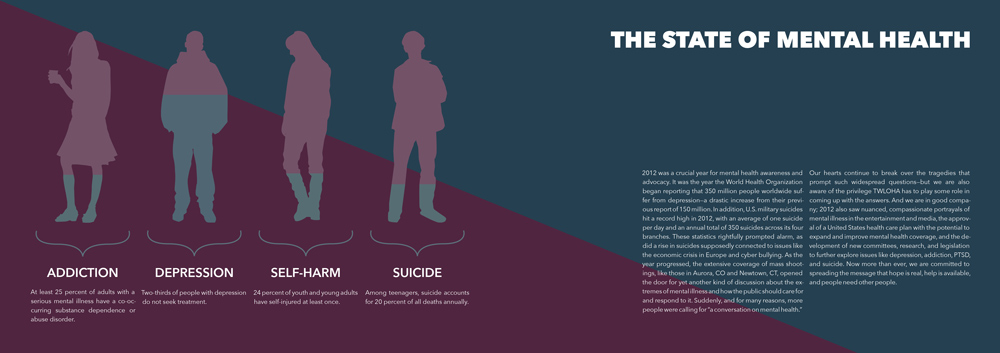 THE STATE OF MENTAL HEALTH
ADDICTION
At least 25 percent of adults with a
serious mental illness have a co-oc-
curring substance dependence or
abuse disorder.
DEPRESSION
Two-thirds of people with depression
do not seek treatment.
SELF-HARM
24 percent of youth and young adults
have self-injured at least once.
SUICIDE
Among teenagers, suicide accounts
for 20 percent of all deaths annually.
2012 was a crucial year for mental health awareness and
advocacy. It was the year the World Health Organization
began reporting that 350 million people worldwide suf-
fer from depression--a drastic increase from their previ-
ous report of 150 million. In addition, U.S. military suicides
hit a record high in 2012, with an average of one suicide
per day and an annual total of 350 suicides across its four
branches. These statistics rightfully prompted alarm, as
did a rise in suicides supposedly connected to issues like
the economic crisis in Europe and cyber bullying. As the
year progressed, the extensive coverage of mass shoot-
ings, like those in Aurora, CO and Newtown, CT, opened
the door for yet another kind of discussion about the ex-
tremes of mental illness and how the public should care for
and respond to it. Suddenly, and for many reasons, more
people were calling for "a conversation on mental health."
Our hearts continue to break over the tragedies that
prompt such widespread questions--but we are also
aware of the privilege TWLOHA has to play some role in
coming up with the answers. And we are in good compa-
ny; 2012 also saw nuanced, compassionate portrayals of
mental illness in the entertainment and media, the approv-
al of a United States health care plan with the potential to
expand and improve mental health coverage, and the de-
velopment of new committees, research, and legislation
to further explore issues like depression, addiction, PTSD,
and suicide. Now more than ever, we are committed to
spreading the message that hope is real, help is available,
and people need other people.